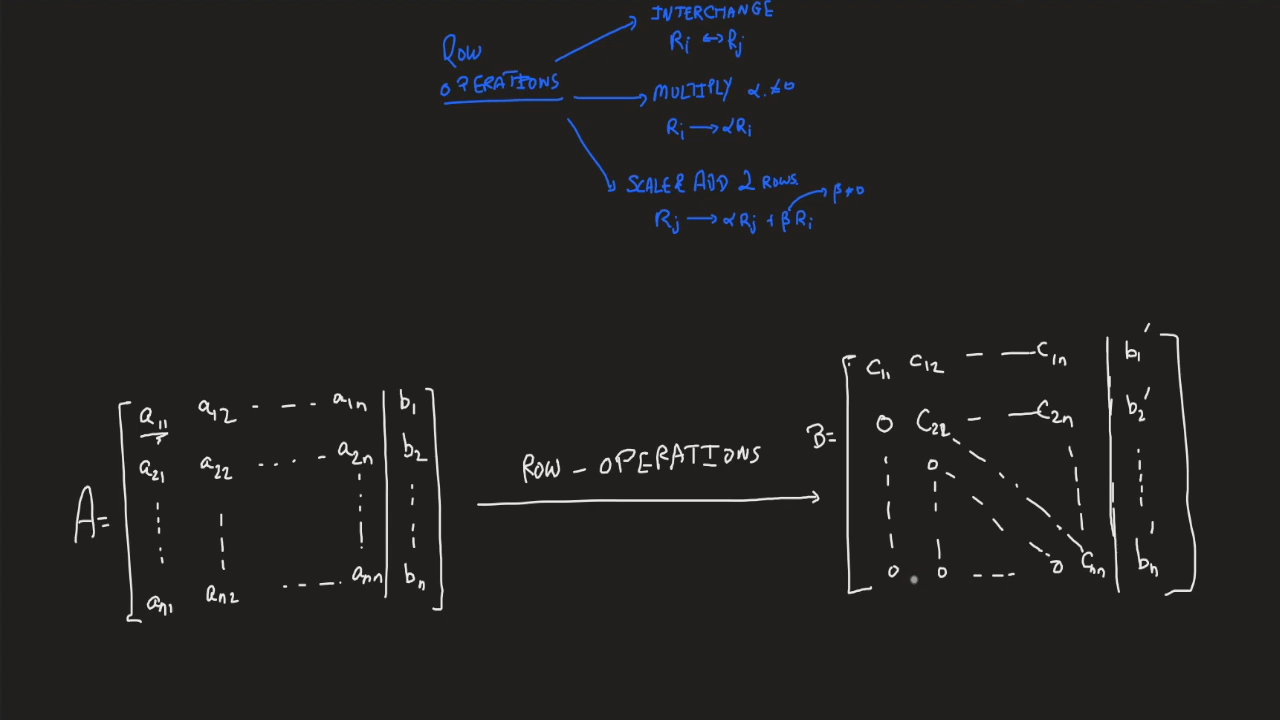 ROW
OPERATIONS
INTERCHANGE
Ri ↔ Rj
MULTIPLY α ≠ 0
Ri → αRi
SCALE & ADD 2 ROWS
Rj → αRj + βRi
β ≠ 0
A =
a11 a12 - - - a1n | b1
a21 a22 ... - a2n | b2
an1 an2 ... - - . ann | bn
ROW - OPERATIONS
B =
c11 c12 - — c1n | b1'
0 c22 - — c2n | b2'
0
0 0 - - - - 0 cnn | bn'